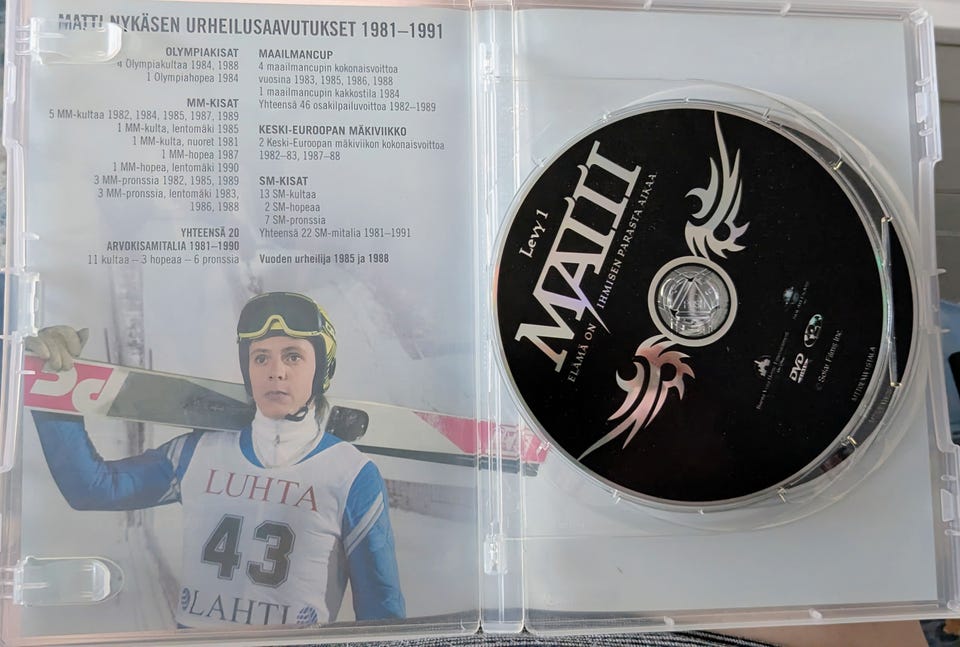 MATTI NYKÄSEN URHEILUSAAVUTUKSET 1981–1991
OLYMPIAKISAT
4 Olympiakultaa 1984, 1988
1 Olympiahopea 1984
MM-KISAT
5 MM-kultaa 1982, 1984, 1985, 1987, 1989
1 MM-kulta, lentomäki 1985
1 MM-kulta, nuoret 1981
1 MM-hopea 1987
1 MM-hopea, lentomäki 1990
3 MM-pronssia 1982, 1985, 1989
3 MM-pronssia, lentomäki 1983,
1986, 1988
YHTEENSÄ 20
ARVOKISAMITALIA 1981–1990
11 kultaa – 3 hopeaa – 6 pronssia
MAAILMANCUP
4 maailmancupin kokonaisvoittoa
vuosina 1983, 1985, 1986, 1988
1 maailmancupin kakkostila 1984
Yhteensä 46 osakilpailuvoittoa 1982–1989
KESKI-EUROOPAN MÄKIVIIKKO
2 Keski-Euroopan mäkiviikon kokonaisvoittoa
1982–83, 1987–88
SM-KISAT
13 SM-kultaa
2 SM-hopeaa
7 SM-pronssia
Yhteensä 22 SM-mitalia 1981–1991
Vuoden urheilija 1985 ja 1988
LUHTA
43
LAHTI
Levy 1
MATTI
ELÄMÄ ON IHMISEN PARASTA AIKAA.
DVD
12
© Solar Films Inc